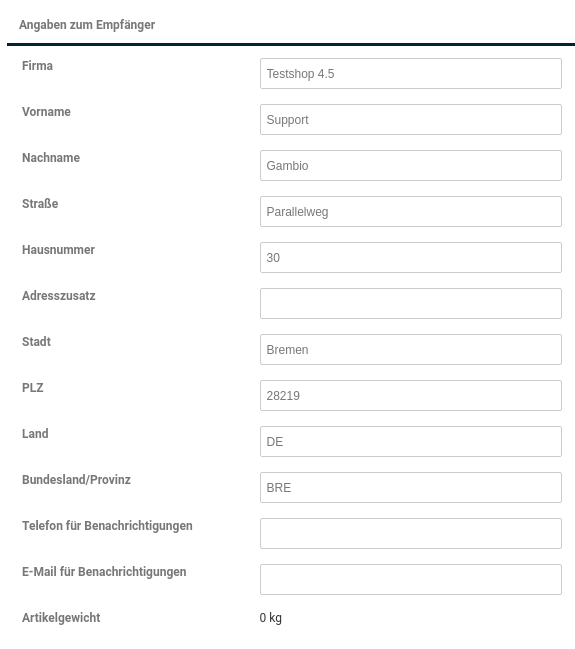 Angaben zum Empfänger
Firma Testshop 4.5
Vorname Support
Nachname Gambio
Straße Parallelweg
Hausnummer 30
Adresszusatz
Stadt Bremen
PLZ 28219
Land DE
Bundesland/Provinz BRE
Telefon für Benachrichtigungen
E-Mail für Benachrichtigungen
Artikelgewicht 0 kg